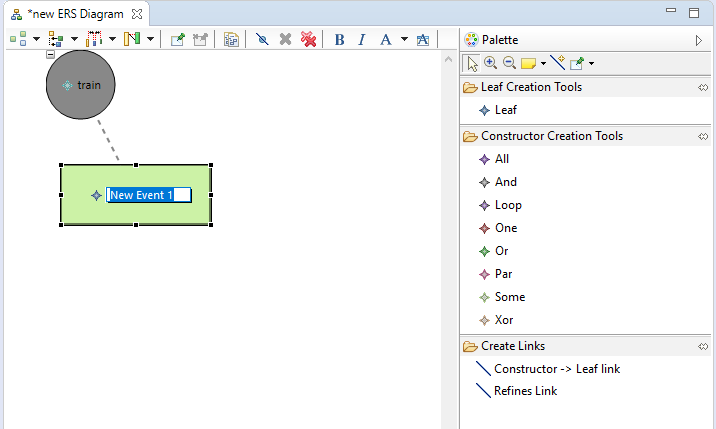 *new ERS Diagram
B I A A
train
New Event 1
Palette
Leaf Creation Tools
Leaf
Constructor Creation Tools
All
And
Loop
One
Or
Par
Some
Xor
Create Links
Constructor -> Leaf link
Refines Link